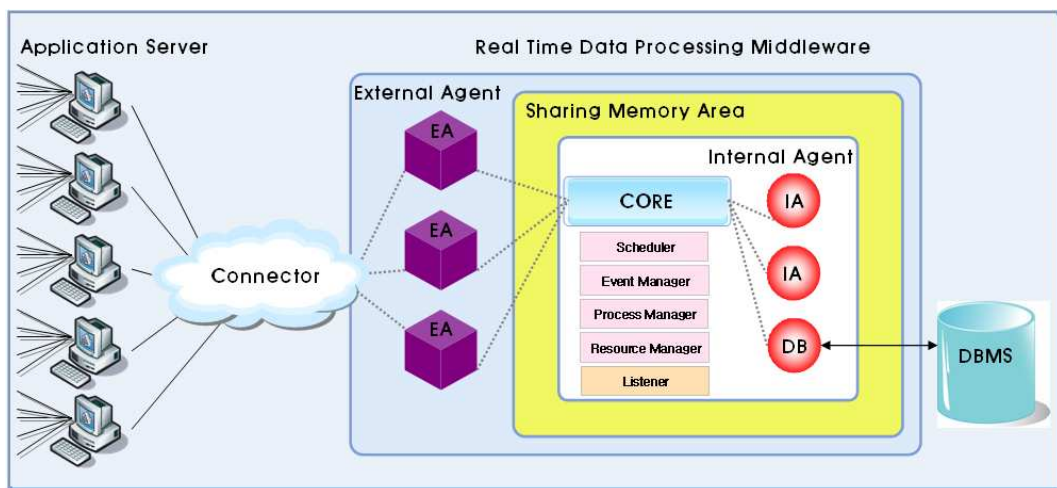 Application Server
Real Time Data Processing Middleware
External Agent
Sharing Memory Area
Internal Agent
EA
EA
EA
Connector
CORE
Scheduler
Event Manager
Process Manager
Resource Manager
Listener
IA
IA
DB
DBMS